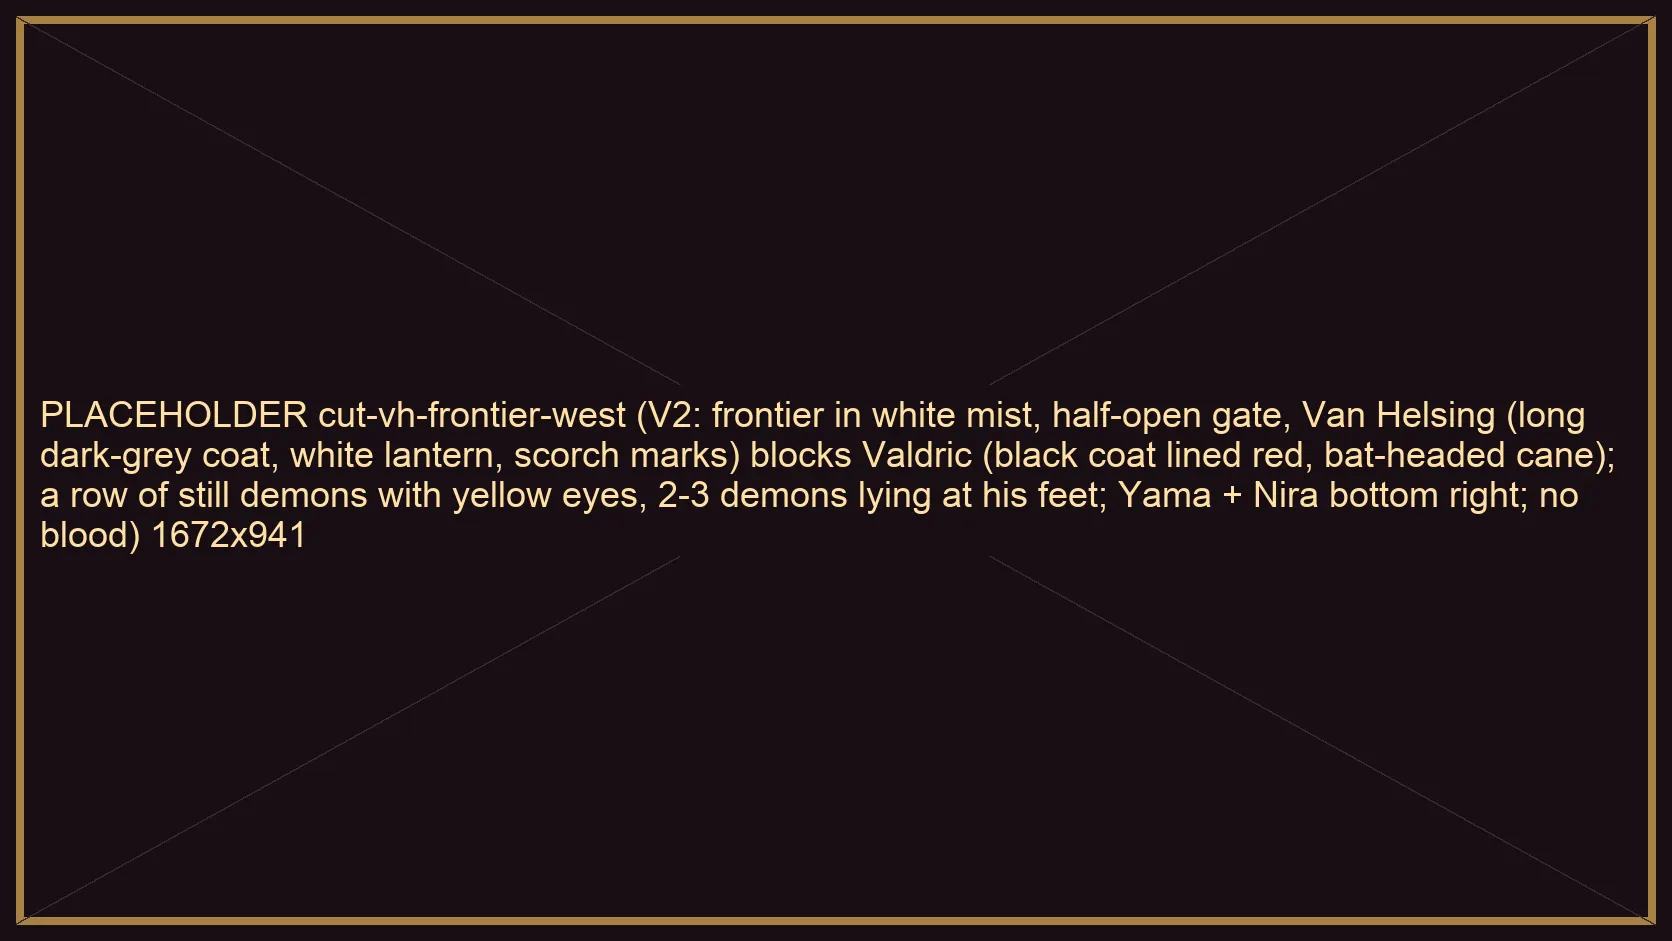 PLACEHOLDER cut-vh-frontier-west (V2: frontier in white mist, half-open gate, Van Helsing (long
dark-grey coat, white lantern, scorch marks) blocks Valdric (black coat lined red, bat-headed cane);
a row of still demons with yellow eyes, 2-3 demons lying at his feet; Yama + Nira bottom right; no
blood) 1672x941